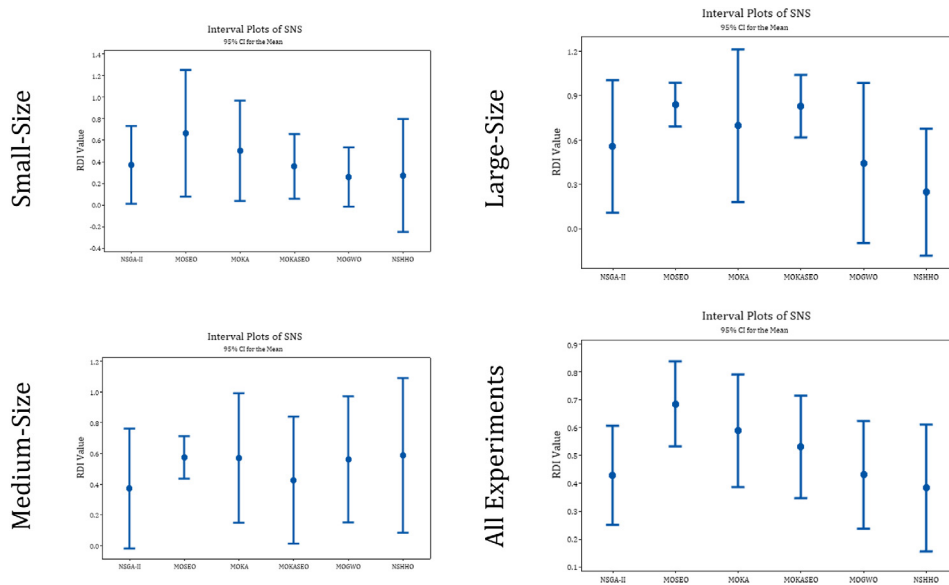 Small-Size
Interval Plots of SNS
95% CI for the Mean
RDI Value
1.4
1.2
1.0
0.8
0.6
0.4
0.2
0.0
-0.2
-0.4
NSGA-II MOSEO MOKA MOKASEO MOGWO NSHHO
Large-Size
Interval Plots of SNS
95% CI for the Mean
RDI Value
1.2
0.9
0.6
0.3
0.0
NSGA-II MOSEO MOKA MOKASEO MOGWO NSHHO
Medium-Size
Interval Plots of SNS
95% CI for the Mean
RDI Value
1.2
1.0
0.8
0.6
0.4
0.2
0.0
NSGA-II MOSEO MOKA MOKASEO MOGWO NSHHO
All Experiments
Interval Plots of SNS
95% CI for the Mean
RDI Value
0.9
0.8
0.7
0.6
0.5
0.4
0.3
0.2
0.1
NSGA-II MOSEO MOKA MOKASEO MOGWO NSHHO